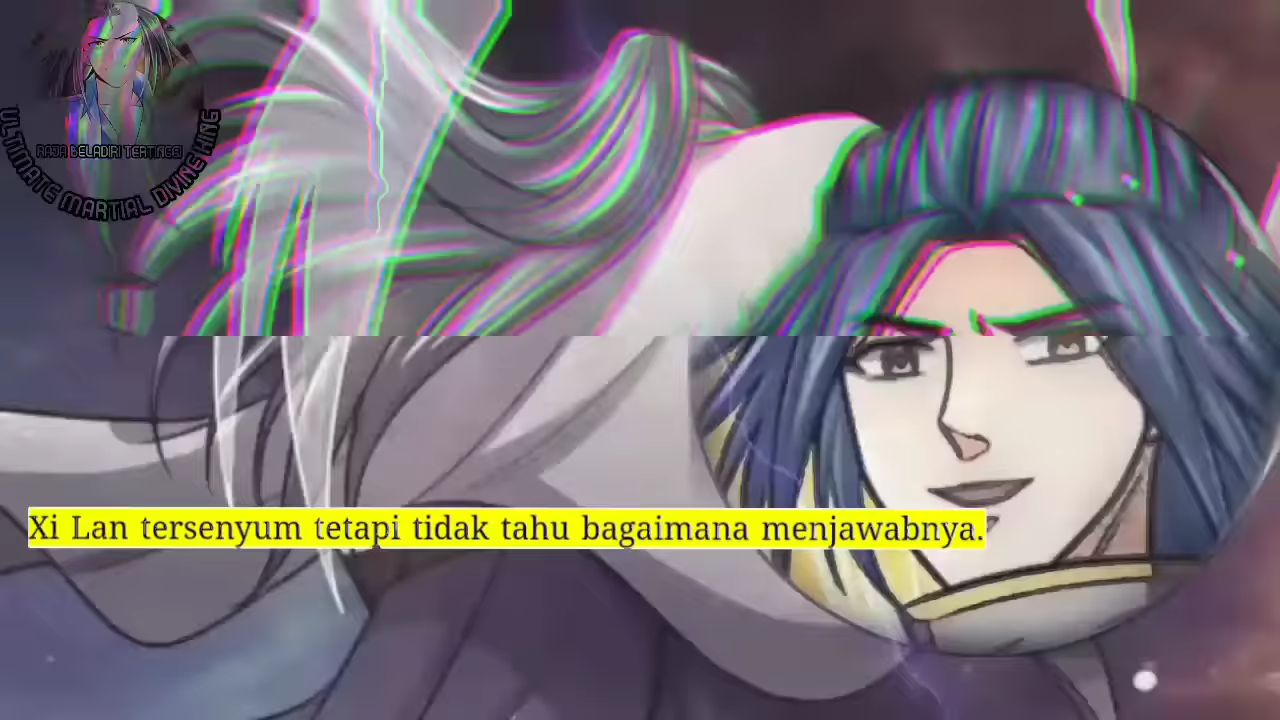 RAJA BELADIRI TERTINGGI
ULTIMATE MARTIAL DIVINE KING
Xi Lan tersenyum tetapi tidak tahu bagaimana menjawabnya.